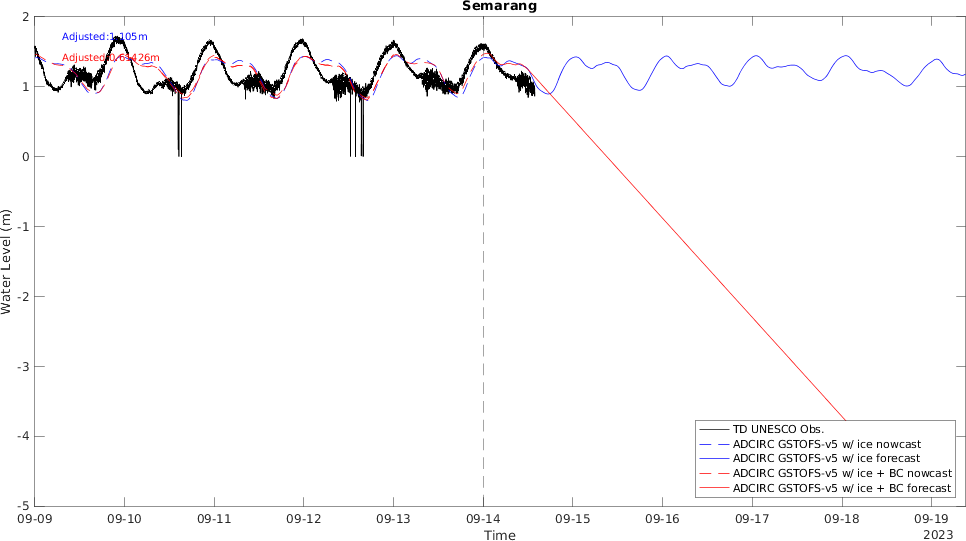 Semarang
2
Adjusted:1.105m
Adjusted:
1
0
-1
-2
-3
-4
-5
Water Level (m)
TD UNESCO Obs.
ADCIRC GSTOFS-v5 w/ ice nowcast
ADCIRC GSTOFS-v5 w/ ice forecast
ADCIRC GSTOFS-v5 w/ ice + BC nowcast
ADCIRC GSTOFS-v5 w/ ice + BC forecast
09-09 09-10 09-11 09-12 09-13 09-14 09-15 09-16 09-17 09-18 09-19
Time
2023